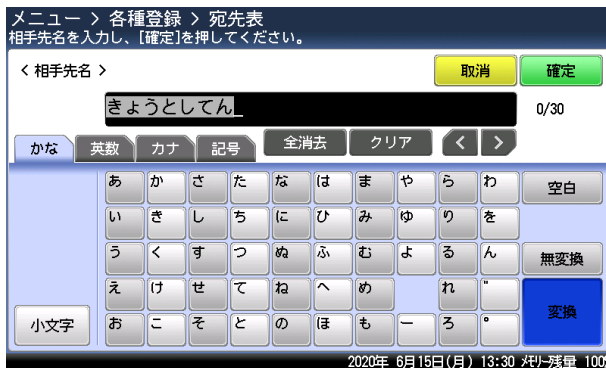 メニュー > 各種登録 > 宛先表
相手先名を入力し、[確定]を押してください。
<相手先名> 取消 確定
きょうとしてん_ 0/30
かな 英数 カナ 記号 全消去 クリア < >
あ か さ た な は ま や ら わ 空白
い き し ち に ひ み ゆ り を
う く す つ ぬ ふ む よ る ん 無変換
え け せ て ね へ め れ ゛ 変換
小文字 お こ そ と の ほ も ー ろ ゜
2020年 6月15日(月) 13:30 メモリー残量 100%